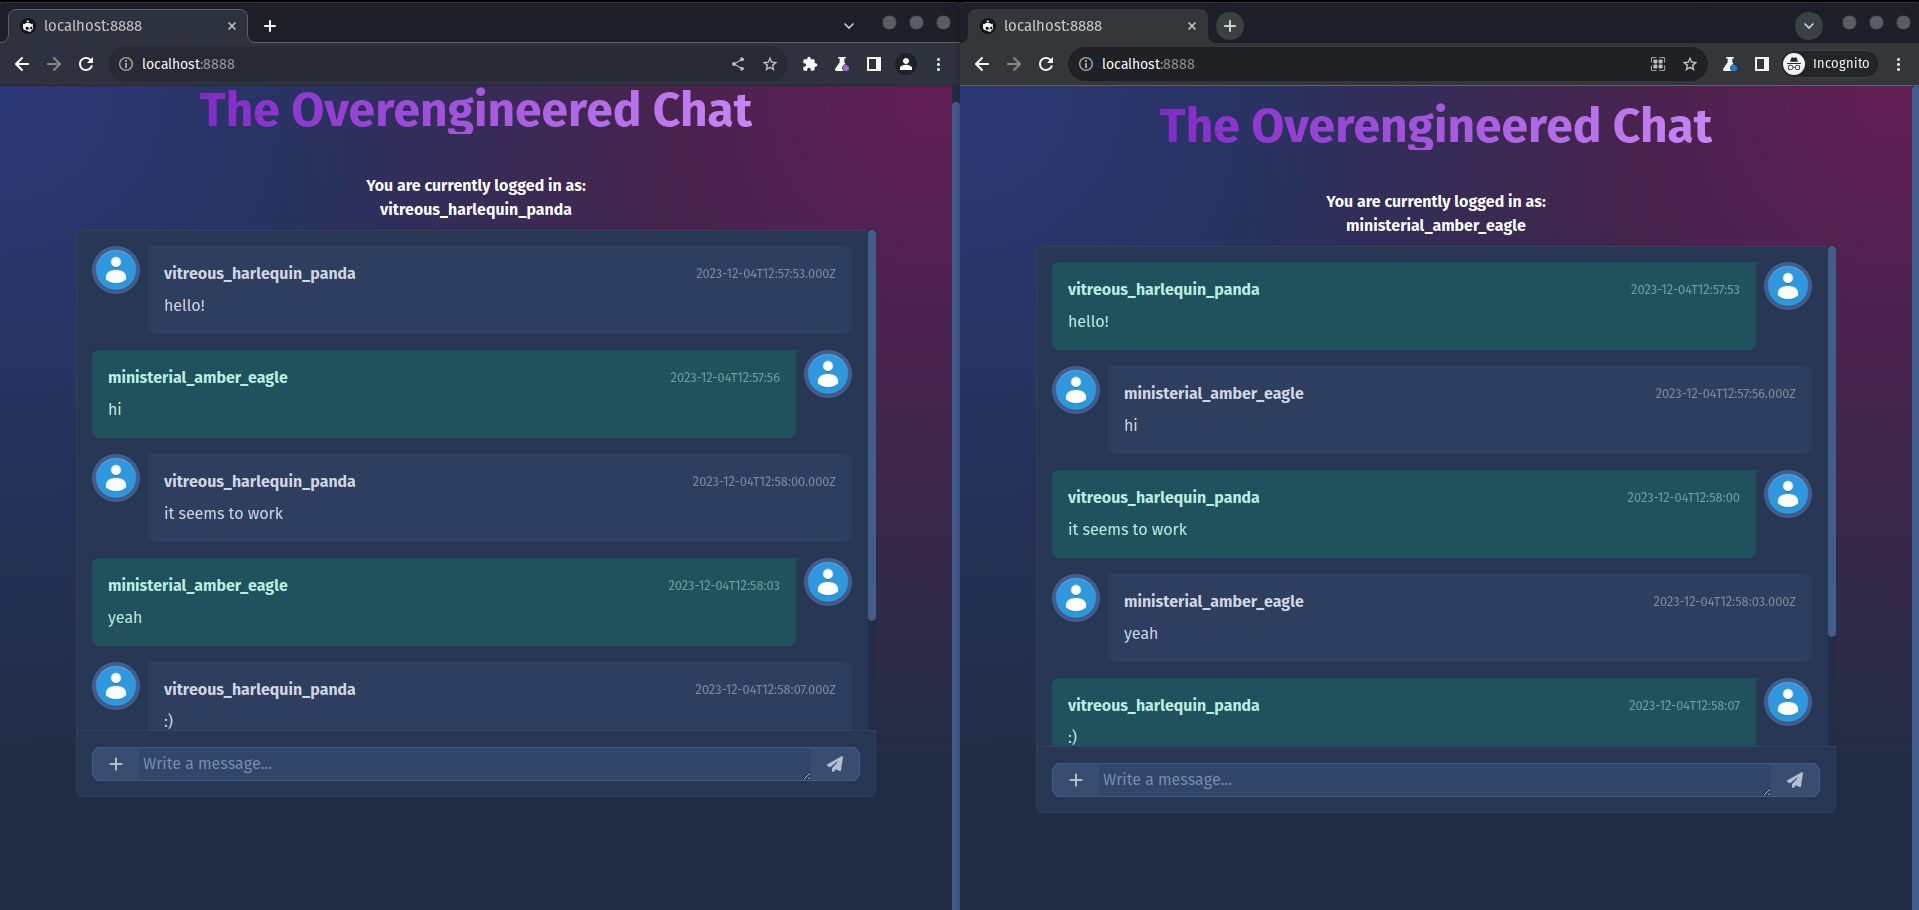 localhost:8888
localhost:8888
The Overengineered Chat
You are currently logged in as:
vitreous_harlequin_panda
vitreous_harlequin_panda 2023-12-04T12:57:53.000Z
hello!
ministerial_amber_eagle 2023-12-04T12:57:56
hi
vitreous_harlequin_panda 2023-12-04T12:58:00.000Z
it seems to work
ministerial_amber_eagle 2023-12-04T12:58:03
yeah
vitreous_harlequin_panda 2023-12-04T12:58:07.000Z
:)
Write a message...
localhost:8888
localhost:8888 Incognito
The Overengineered Chat
You are currently logged in as:
ministerial_amber_eagle
vitreous_harlequin_panda 2023-12-04T12:57:53
hello!
ministerial_amber_eagle 2023-12-04T12:57:56.000Z
hi
vitreous_harlequin_panda 2023-12-04T12:58:00
it seems to work
ministerial_amber_eagle 2023-12-04T12:58:03.000Z
yeah
vitreous_harlequin_panda 2023-12-04T12:58:07
:)
Write a message...